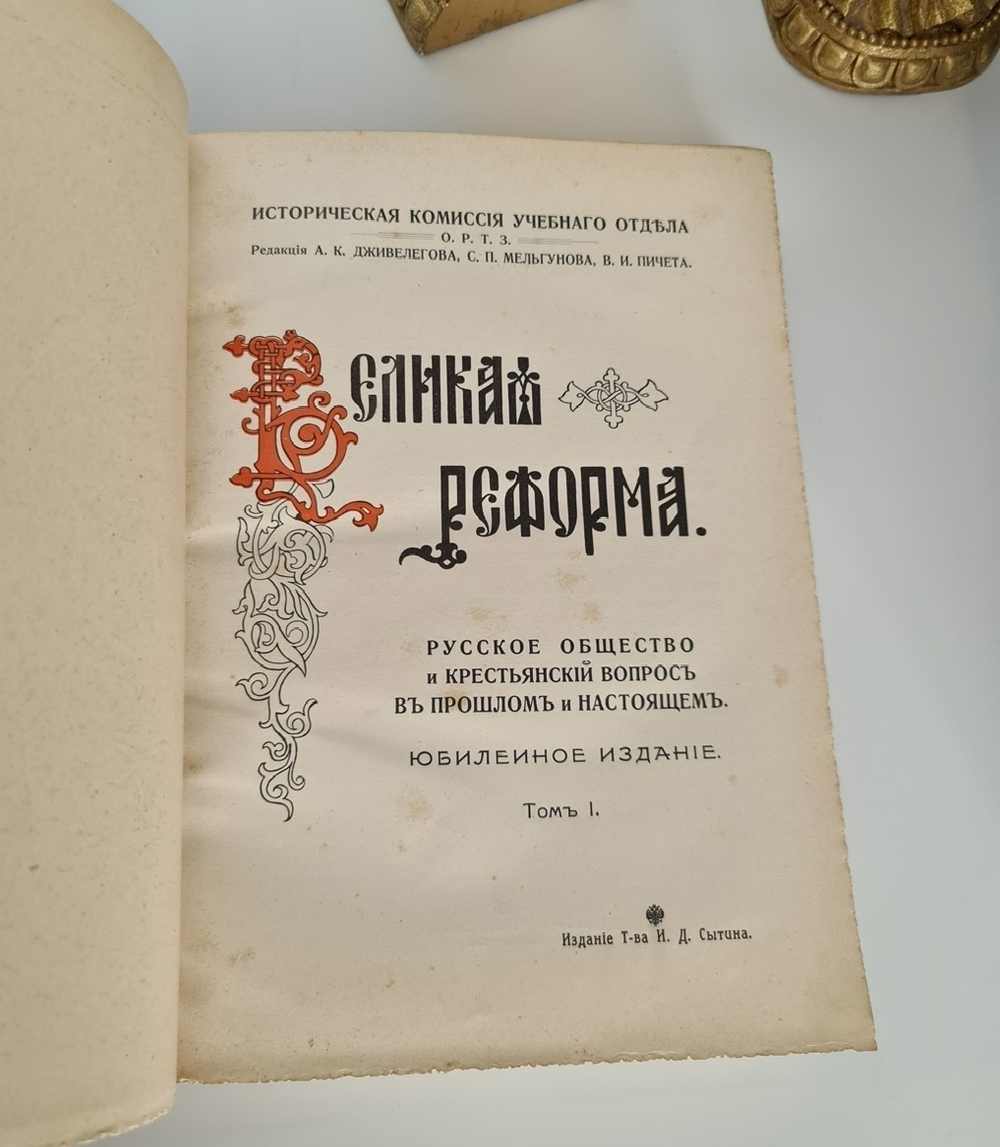 ИСТОРИЧЕСКАЯ КОМИССІЯ УЧЕБНАГО ОТДѢЛА
О. Р. Т. З.
Редакція А. К. ДЖИВЕЛЕГОВА, С. П. МЕЛЬГУНОВА, В. И. ПИЧЕТА.
ВЕЛИКАЯ
РЕФОРМА.
РУССКОЕ ОБЩЕСТВО
и КРЕСТЬЯНСКІЙ ВОПРОСЪ
ВЪ ПРОШЛОМЪ и НАСТОЯЩЕМЪ.
ЮБИЛЕИНОЕ ИЗДАНІЕ.
Томъ I.
Изданіе Т-ва И. Д. Сытина.